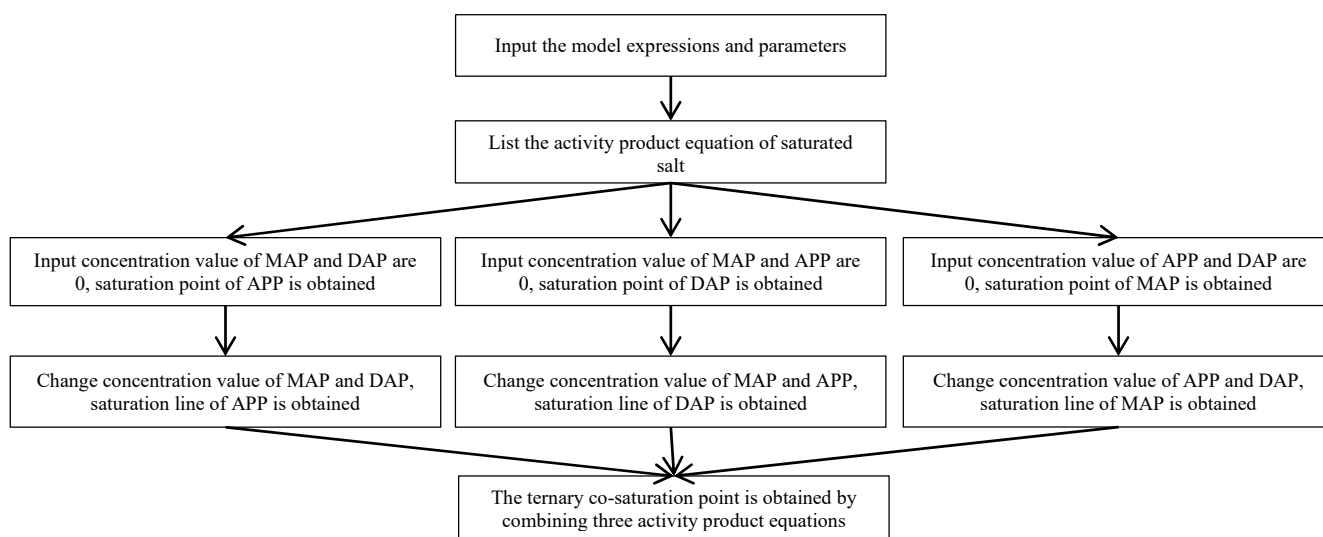 Input the model expressions and parameters
List the activity product equation of saturated
salt
Input concentration value of MAP and DAP are
0, saturation point of APP is obtained
Input concentration value of MAP and APP are
0, saturation point of DAP is obtained
Input concentration value of APP and DAP are
0, saturation point of MAP is obtained
Change concentration value of MAP and DAP,
saturation line of APP is obtained
Change concentration value of MAP and APP,
saturation line of DAP is obtained
Change concentration value of APP and DAP,
saturation line of MAP is obtained
The ternary co-saturation point is obtained by
combining three activity product equations